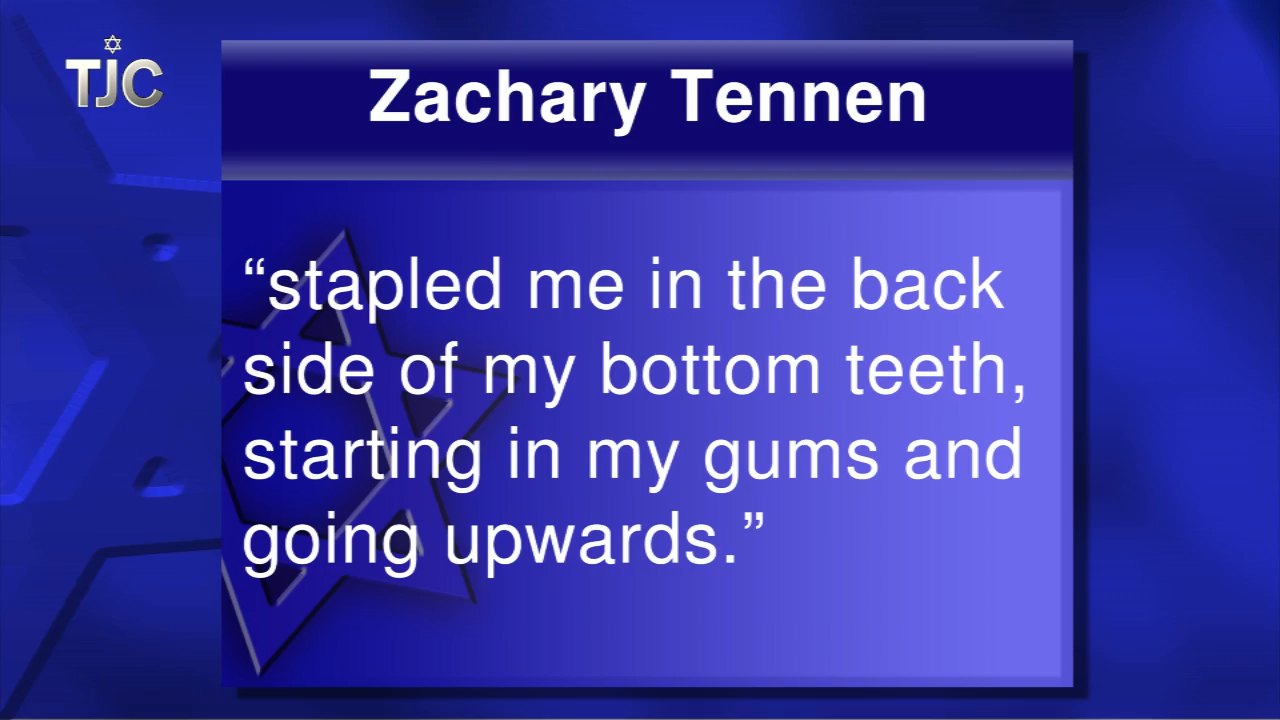 TJC
Zachary Tennen
“stapled me in the back
side of my bottom teeth,
starting in my gums and
going upwards.”